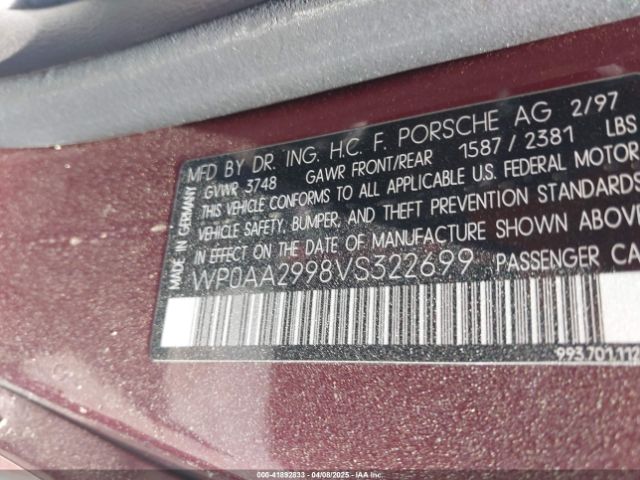 MFD BY DR. ING. H.C. F. PORSCHE AG 2/97
GVWR 3748 GAWR FRONT/REAR 1587 / 2381 LBS
THIS VEHICLE CONFORMS TO ALL APPLICABLE U.S. FEDERAL MOTOR
VEHICLE SAFETY, BUMPER, AND THEFT PREVENTION STANDARDS
IN EFFECT ON THE DATE OF MANUFACTURE SHOWN ABOVE
WP0AA2998VS322699 PASSENGER CA
MADE IN GERMANY
993 701 112
000-41892833 - 04/08/2025 - IAAI.COM